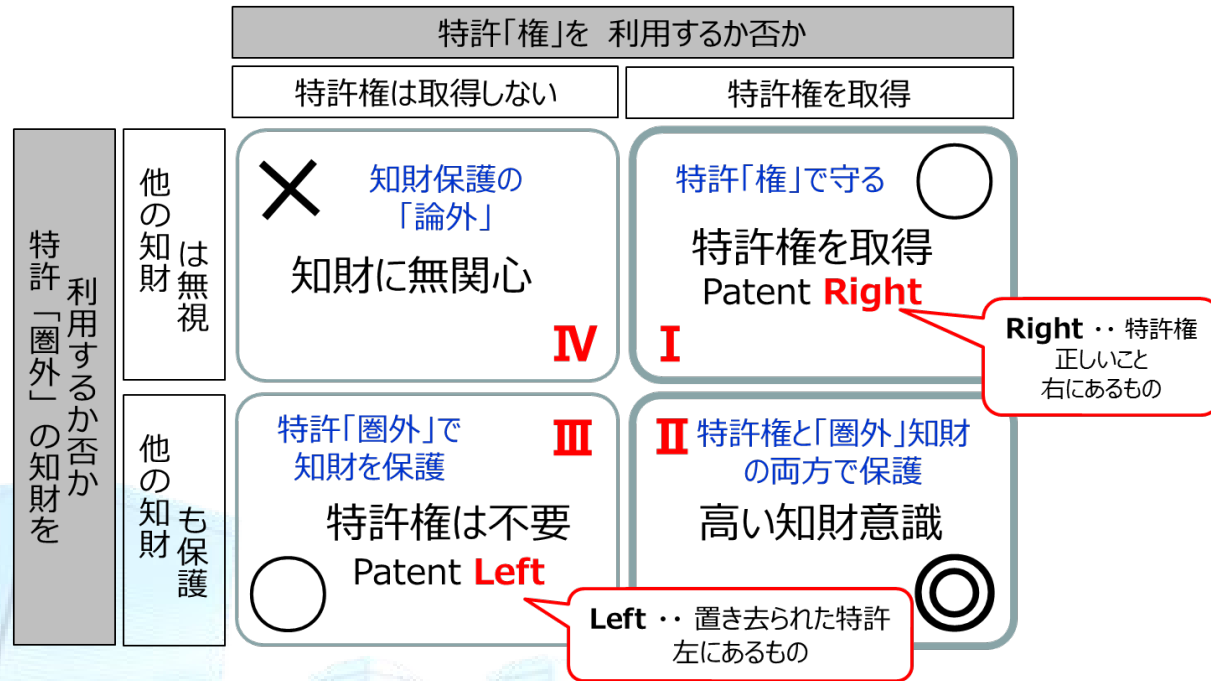 特許「権」を 利用するか否か
特許権は取得しない
特許権を取得
特許「圏外」の知財を
利用するか否か
他の知財
は無視
知財保護の
「論外」
知財に無関心
Ⅳ
特許「権」で守る
特許権を取得
Patent Right
Ⅰ
Right ‥ 特許権
正しいこと
右にあるもの
他の知財
も保護
特許「圏外」で
知財を保護
Ⅲ
特許権は不要
Patent Left
Ⅱ
特許権と「圏外」知財
の両方で保護
高い知財意識
Left ‥ 置き去られた特許
左にあるもの